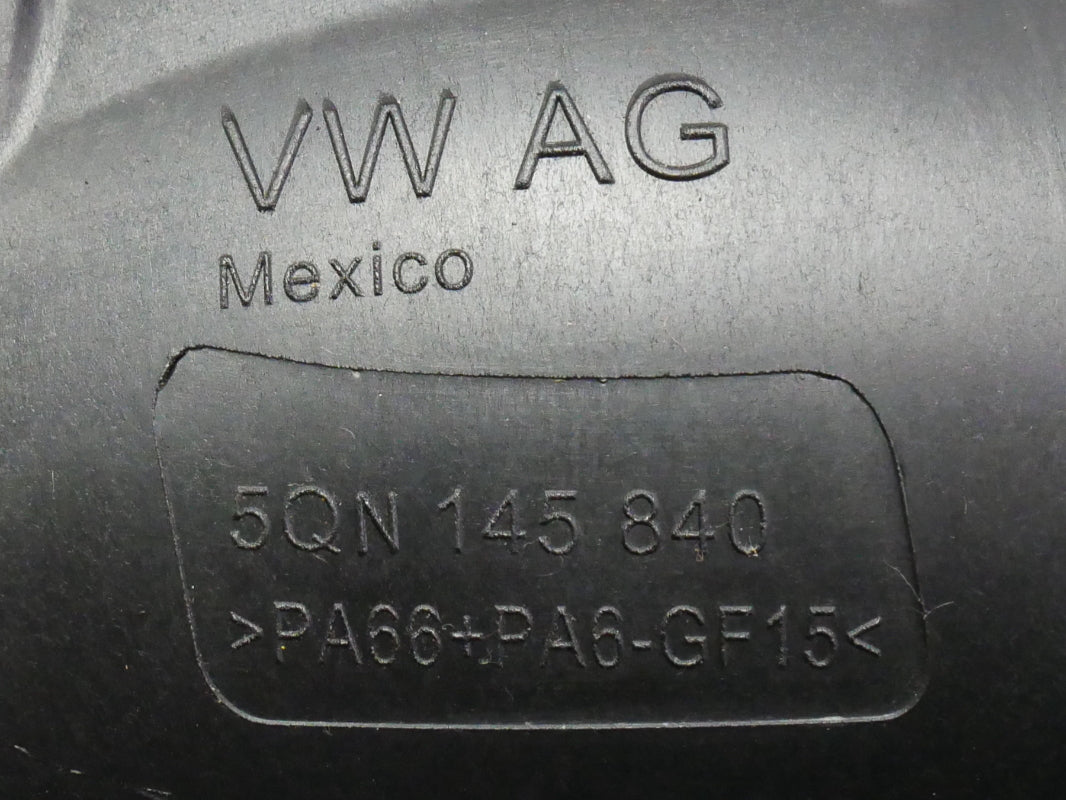 VW AG
Mexico
5QN 145 840
>PA66+PA6-GF15<